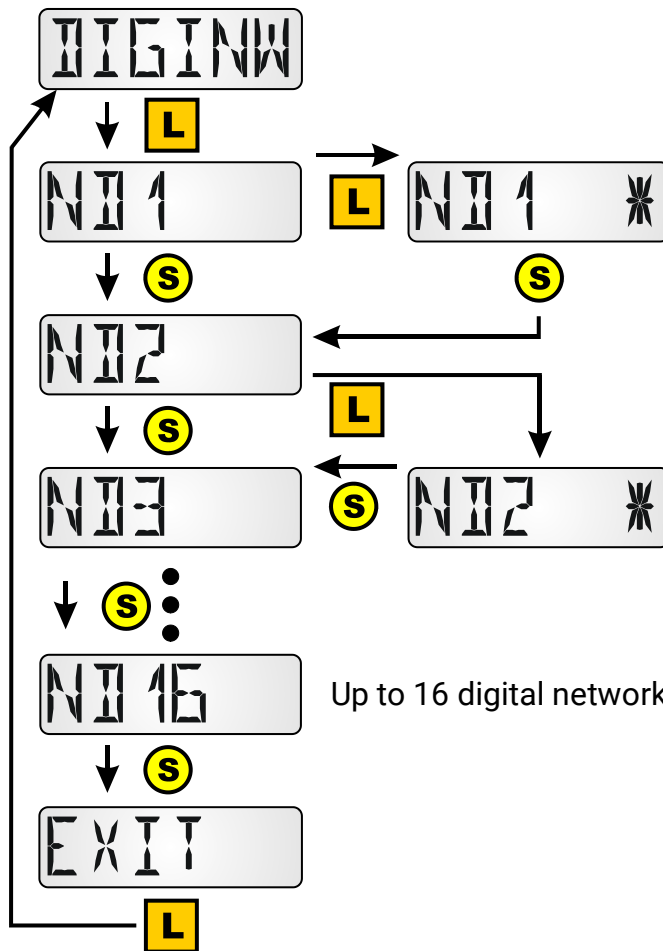 DIGINW
L
ND1
L
ND1 *
S
S
ND2
L
S
ND3
S
ND2 *
S
ND16
Up to 16 digital network
S
EXIT
L